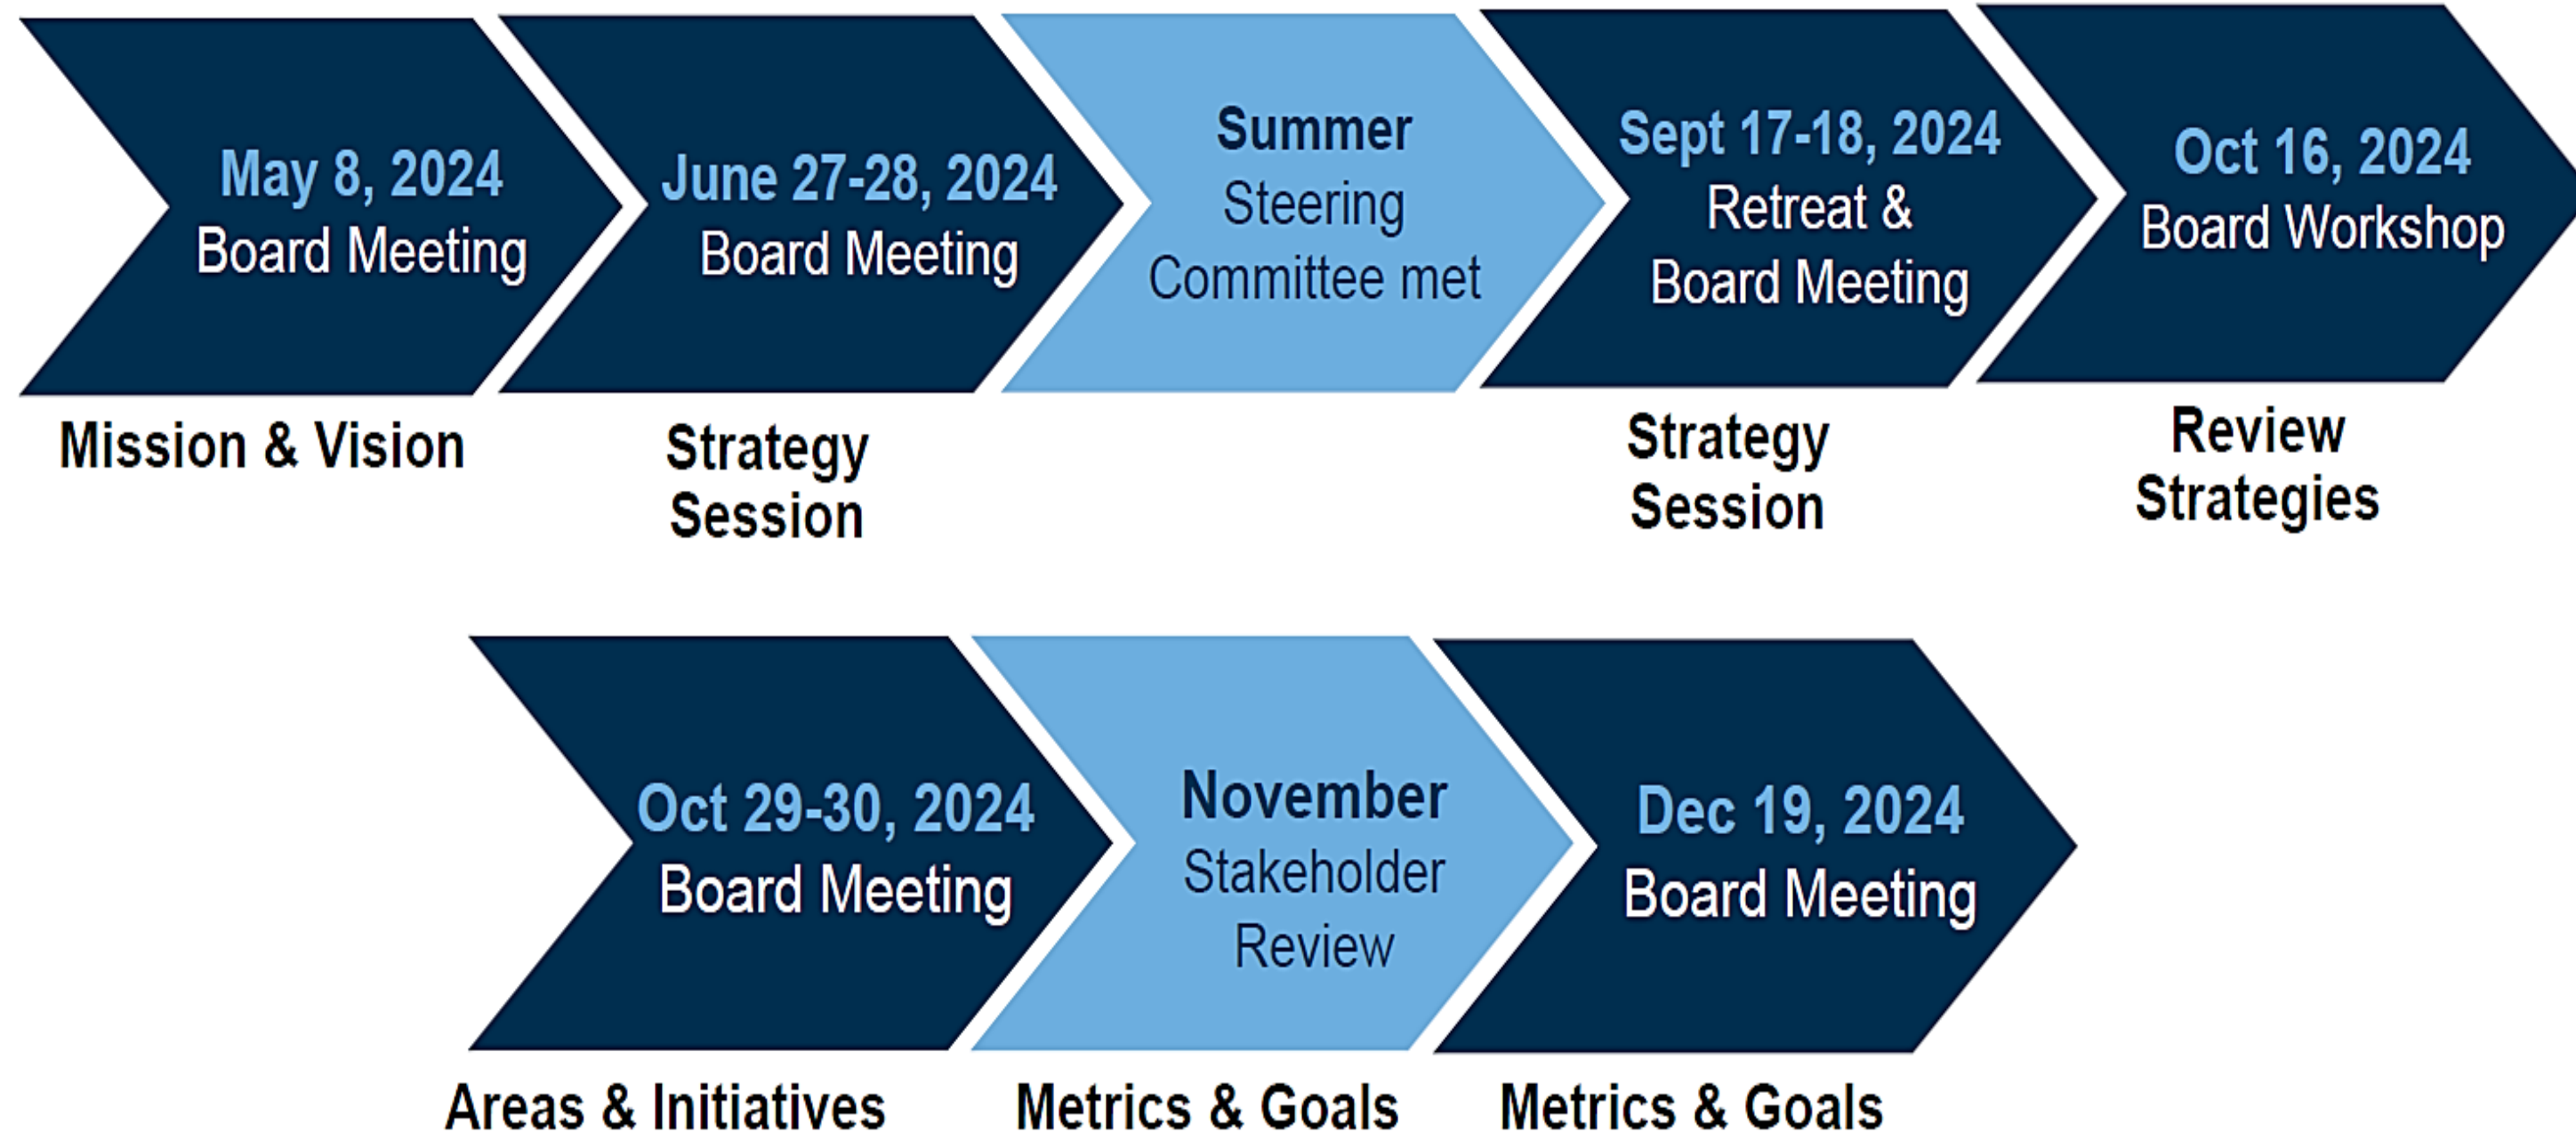 May 8, 2024
Board Meeting
Mission & Vision
June 27-28, 2024
Board Meeting
Strategy
Session
Summer
Steering
Committee met
Sept 17-18, 2024
Retreat &
Board Meeting
Strategy
Session
Oct 16, 2024
Board Workshop
Review
Strategies
Oct 29-30, 2024
Board Meeting
Areas & Initiatives
November
Stakeholder
Review
Metrics & Goals
Dec 19, 2024
Board Meeting
Metrics & Goals